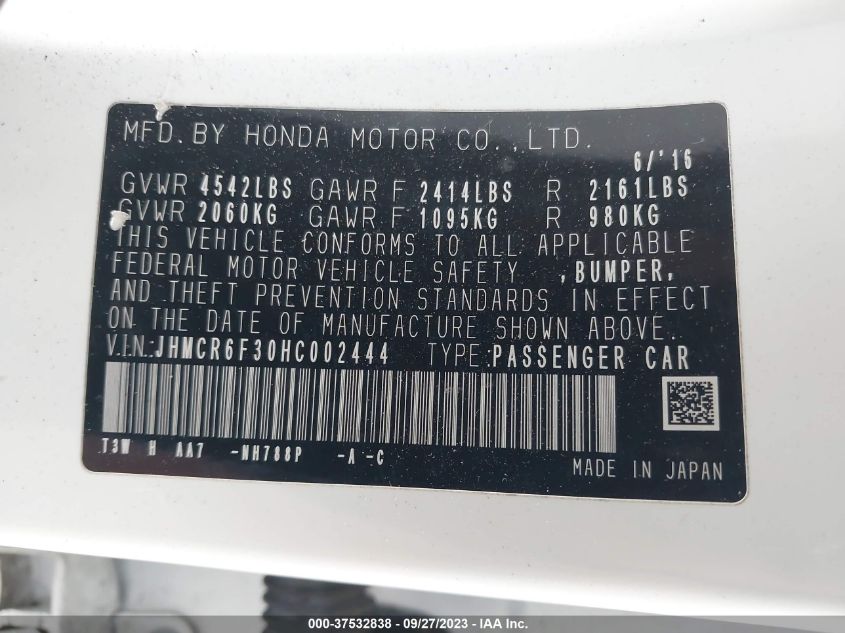 MFD. BY HONDA MOTOR CO., LTD. 6/'16
GVWR 4542LBS GAWR F 2414LBS R 2161LBS
GVWR 2060KG GAWR F 1095KG R 980KG
THIS VEHICLE CONFORMS TO ALL APPLICABLE
FEDERAL MOTOR VEHICLE SAFETY ,BUMPER,
AND THEFT PREVENTION STANDARDS IN EFFECT
ON THE DATE OF MANUFACTURE SHOWN ABOVE.
V.I.N:JHMCR6F30HC002444 TYPE:PASSENGER CAR
T3W H AA7 -NH788P -A -C
MADE IN JAPAN
000-37532838 - 09/27/2023 - IAA Inc.